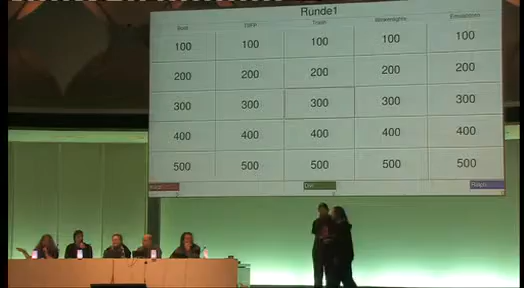 Runde1
100 100 100 100 100
200 200 200 200 200
300 300 300 300 300
400 400 400 400 400
500 500 500 500 500
Ralph